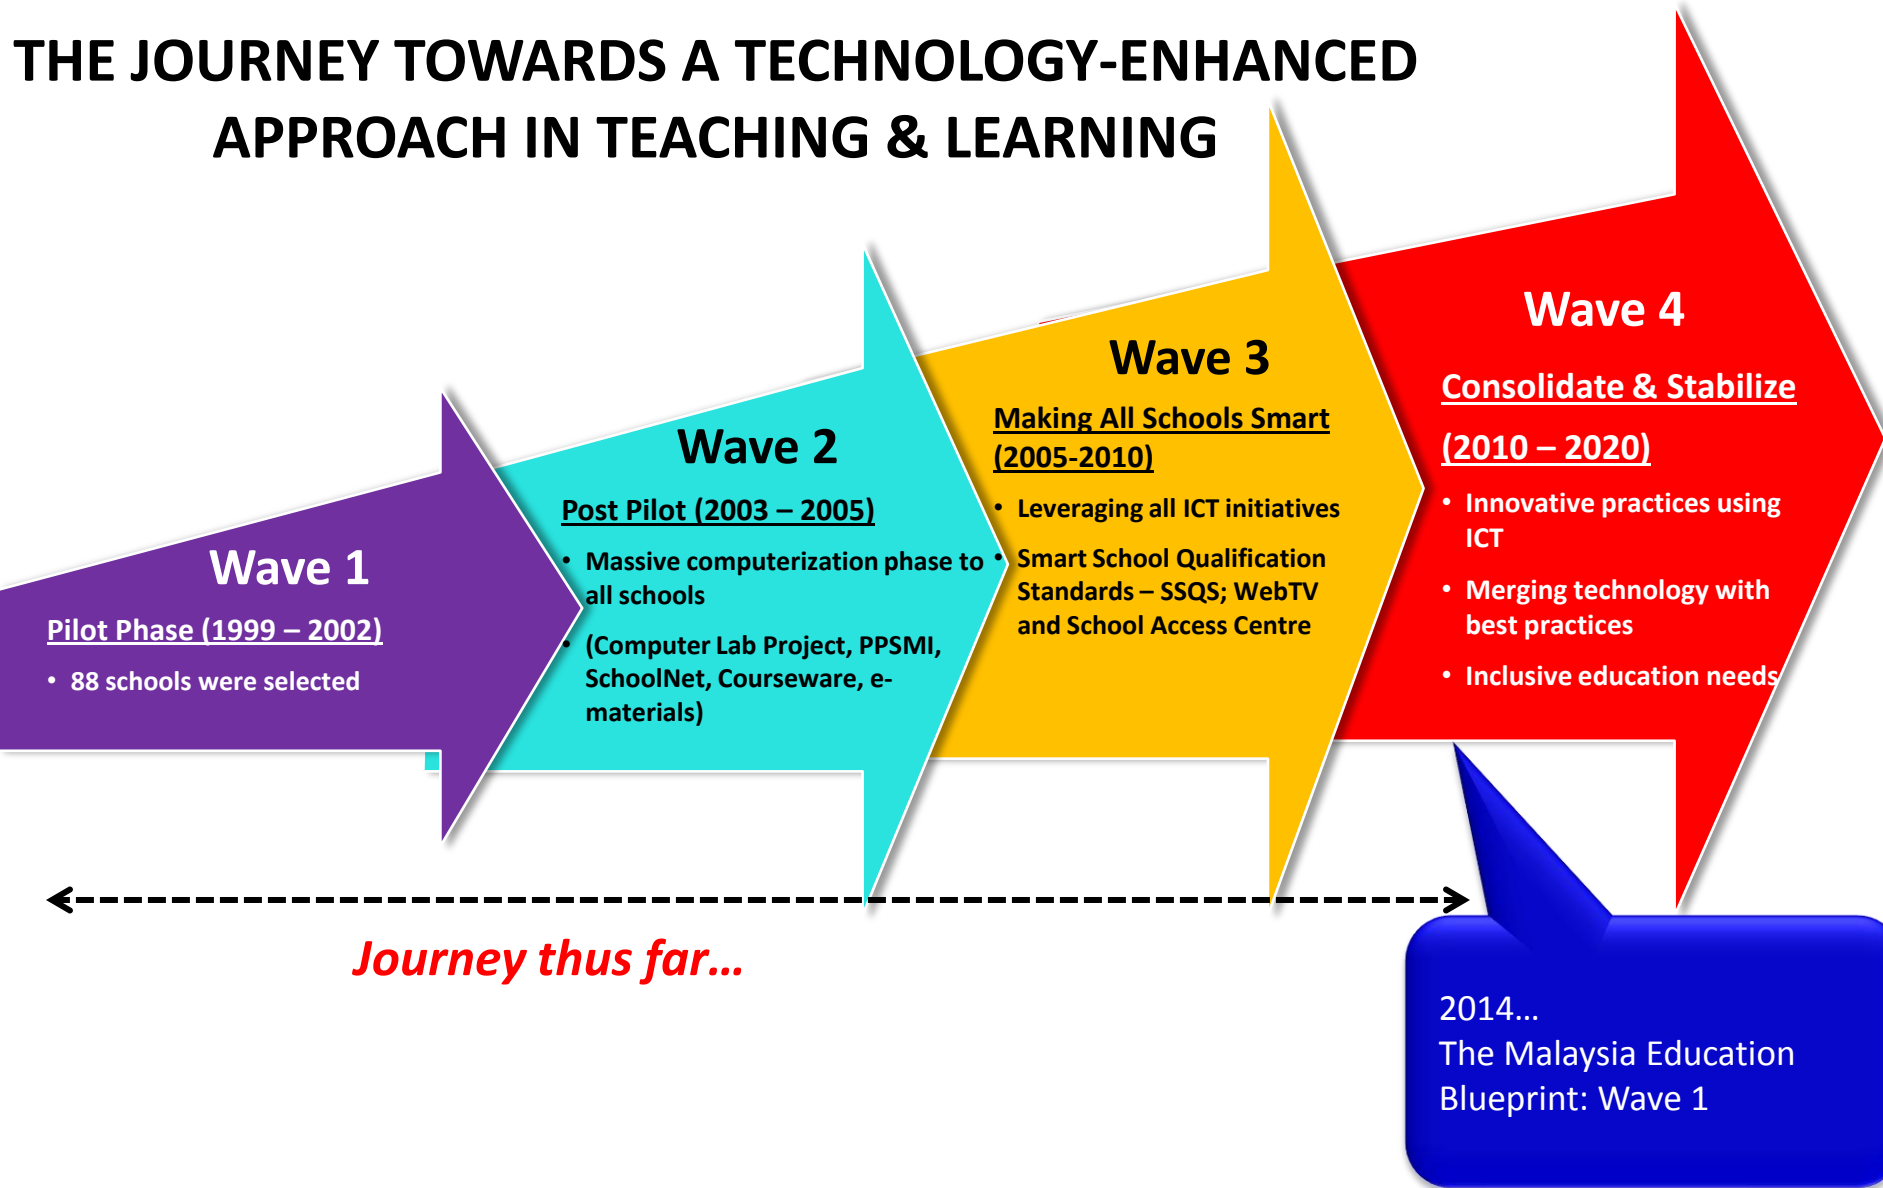 THE JOURNEY TOWARDS A TECHNOLOGY-ENHANCED
APPROACH IN TEACHING & LEARNING
Wave 1
Pilot Phase (1999 – 2002)
• 88 schools were selected
Wave 2
Post Pilot (2003 – 2005)
• Massive computerization phase to
all schools
• (Computer Lab Project, PPSMI,
SchoolNet, Courseware, e-
materials)
Wave 3
Making All Schools Smart
(2005-2010)
• Leveraging all ICT initiatives
• Smart School Qualification
Standards – SSQS; WebTV
and School Access Centre
Wave 4
Consolidate & Stabilize
(2010 – 2020)
• Innovative practices using
ICT
• Merging technology with
best practices
• Inclusive education needs
Journey thus far...
2014...
The Malaysia Education
Blueprint: Wave 1